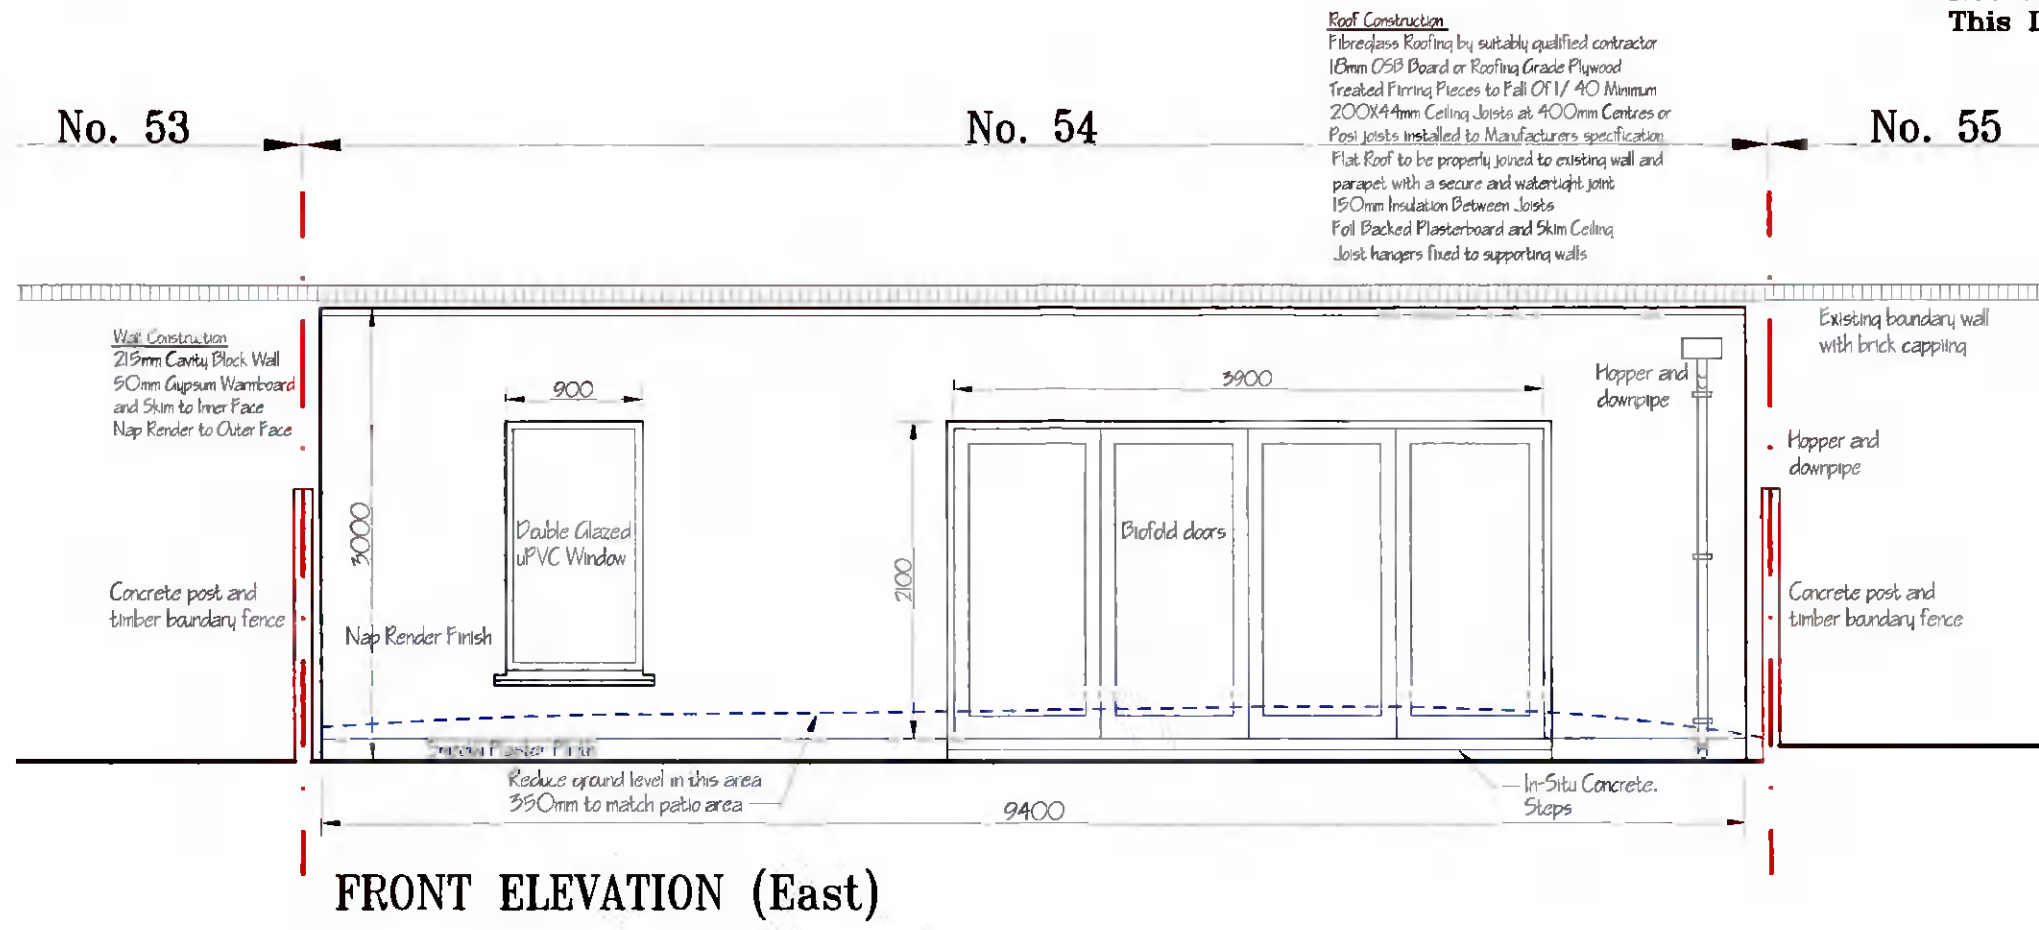 This
No. 53
No. 54
No. 55
Roof Construction
Fibreglass Roofing by suitably qualified contractor
18mm OSB Board or Roofing Grade Plywood
Treated Firring Pieces to Fall Of 1/ 40 Minimum
200X44mm Ceiling Joists at 400mm Centres or
Posi joists installed to Manufacturers specification
Flat Roof to be properly joined to existing wall and
parapet with a secure and watertight joint
150mm Insulation Between Joists
Foil Backed Plasterboard and Skim Ceiling
Joist hangers fixed to supporting walls
Wall Construction
215mm Cavity Block Wall
50mm Gypsum Warmboard
and Skim to Inner Face
Nap Render to Outer Face
Existing boundary wall
with brick cappling
900
3900
Hopper and
downpipe
Hopper and
downpipe
3000
Double Glazed
uPVC Window
Biofold doors
2100
Concrete post and
timber boundary fence
Nap Render Finish
Concrete post and
timber boundary fence
Reduce ground level in this area
350mm to match patio area
In-Situ Concrete.
Steps
9400
FRONT ELEVATION (East)